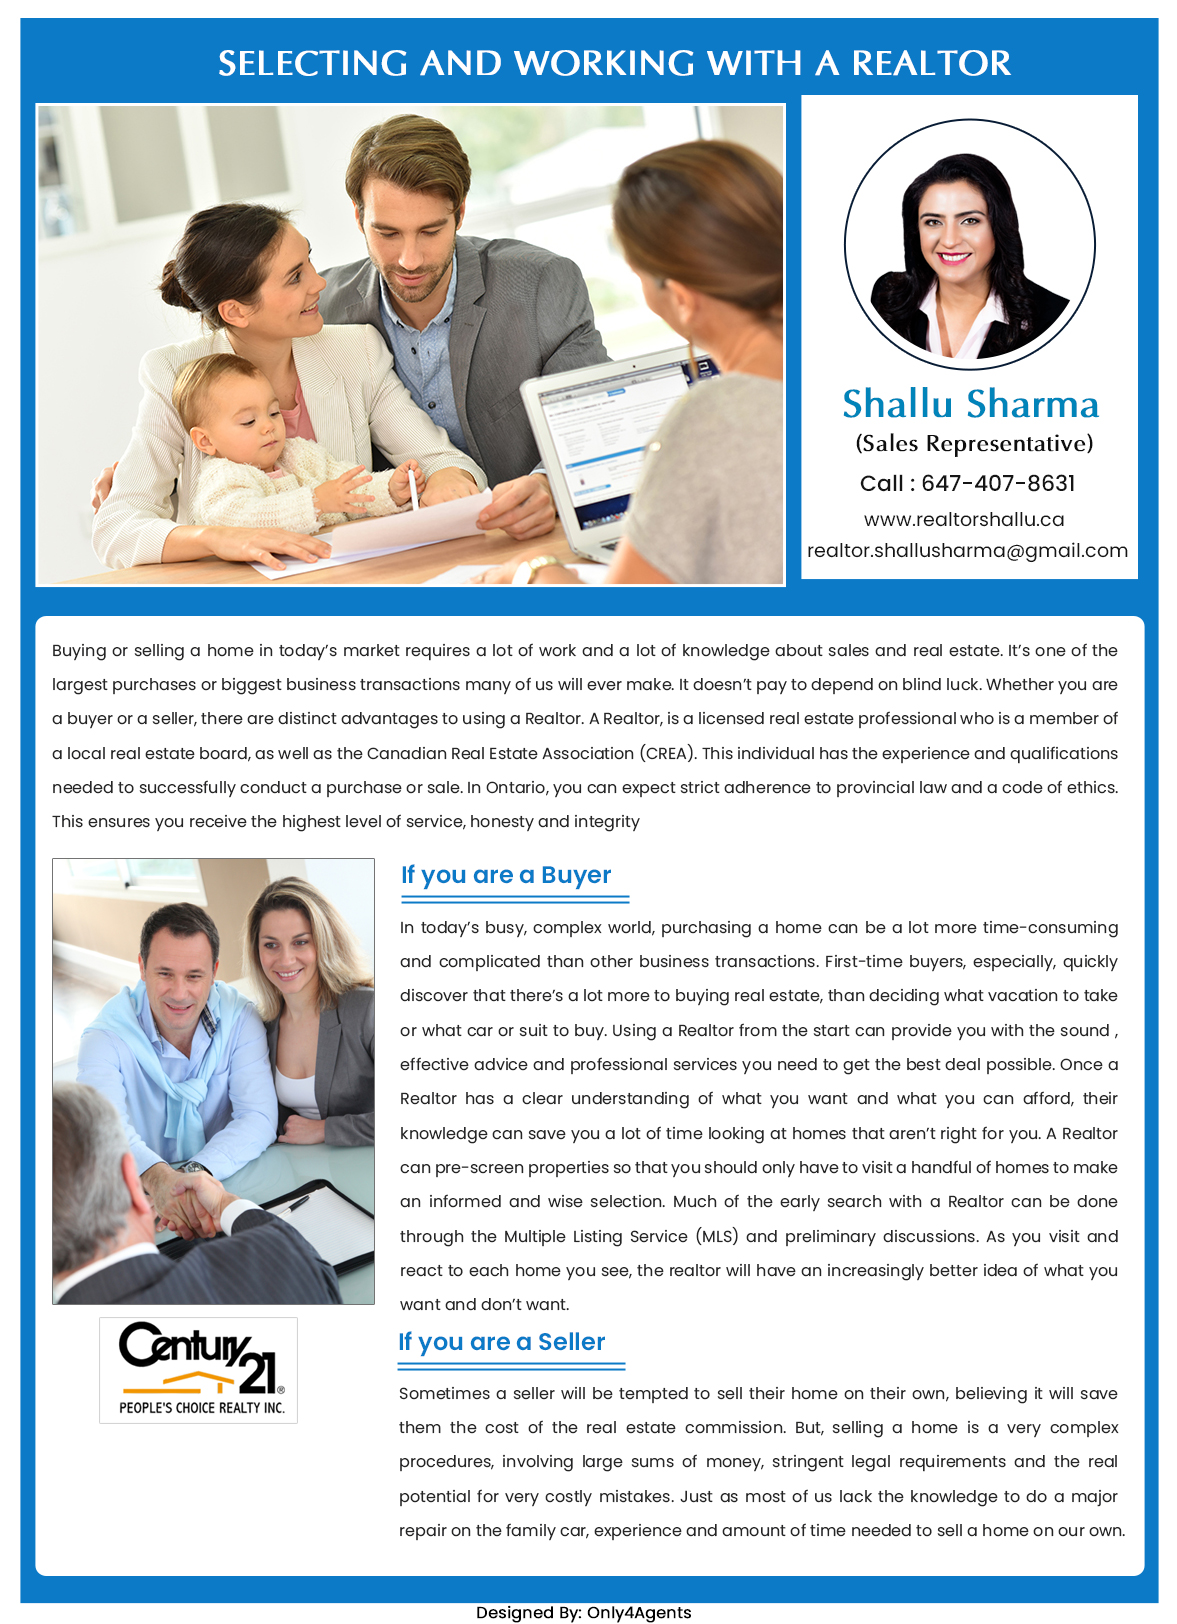 SELECTING AND WORKING WITH A REALTOR
Shallu Sharma
(Sales Representative)
Call : 647-407-8631
www.realtorshallu.ca
realtor.shallusharma@gmail.com
Buying or selling a home in today’s market requires a lot of work and a lot of knowledge about sales and real estate. It’s one of the
largest purchases or biggest business transactions many of us will ever make. It doesn’t pay to depend on blind luck. Whether you are
a buyer or a seller, there are distinct advantages to using a Realtor. A Realtor, is a licensed real estate professional who is a member of
a local real estate board, as well as the Canadian Real Estate Association (CREA). This individual has the experience and qualifications
needed to successfully conduct a purchase or sale. In Ontario, you can expect strict adherence to provincial law and a code of ethics.
This ensures you receive the highest level of service, honesty and integrity
If you are a Buyer
In today’s busy, complex world, purchasing a home can be a lot more time-consuming
and complicated than other business transactions. First-time buyers, especially, quickly
discover that there’s a lot more to buying real estate, than deciding what vacation to take
or what car or suit to buy. Using a Realtor from the start can provide you with the sound ,
effective advice and professional services you need to get the best deal possible. Once a
Realtor has a clear understanding of what you want and what you can afford, their
knowledge can save you a lot of time looking at homes that aren’t right for you. A Realtor
can pre-screen properties so that you should only have to visit a handful of homes to make
an informed and wise selection. Much of the early search with a Realtor can be done
through the Multiple Listing Service (MLS) and preliminary discussions. As you visit and
react to each home you see, the realtor will have an increasingly better idea of what you
want and don’t want.
Century 21®
PEOPLE'S CHOICE REALTY INC.
If you are a Seller
Sometimes a seller will be tempted to sell their home on their own, believing it will save
them the cost of the real estate commission. But, selling a home is a very complex
procedures, involving large sums of money, stringent legal requirements and the real
potential for very costly mistakes. Just as most of us lack the knowledge to do a major
repair on the family car, experience and amount of time needed to sell a home on our own.
Designed By: Only4Agents